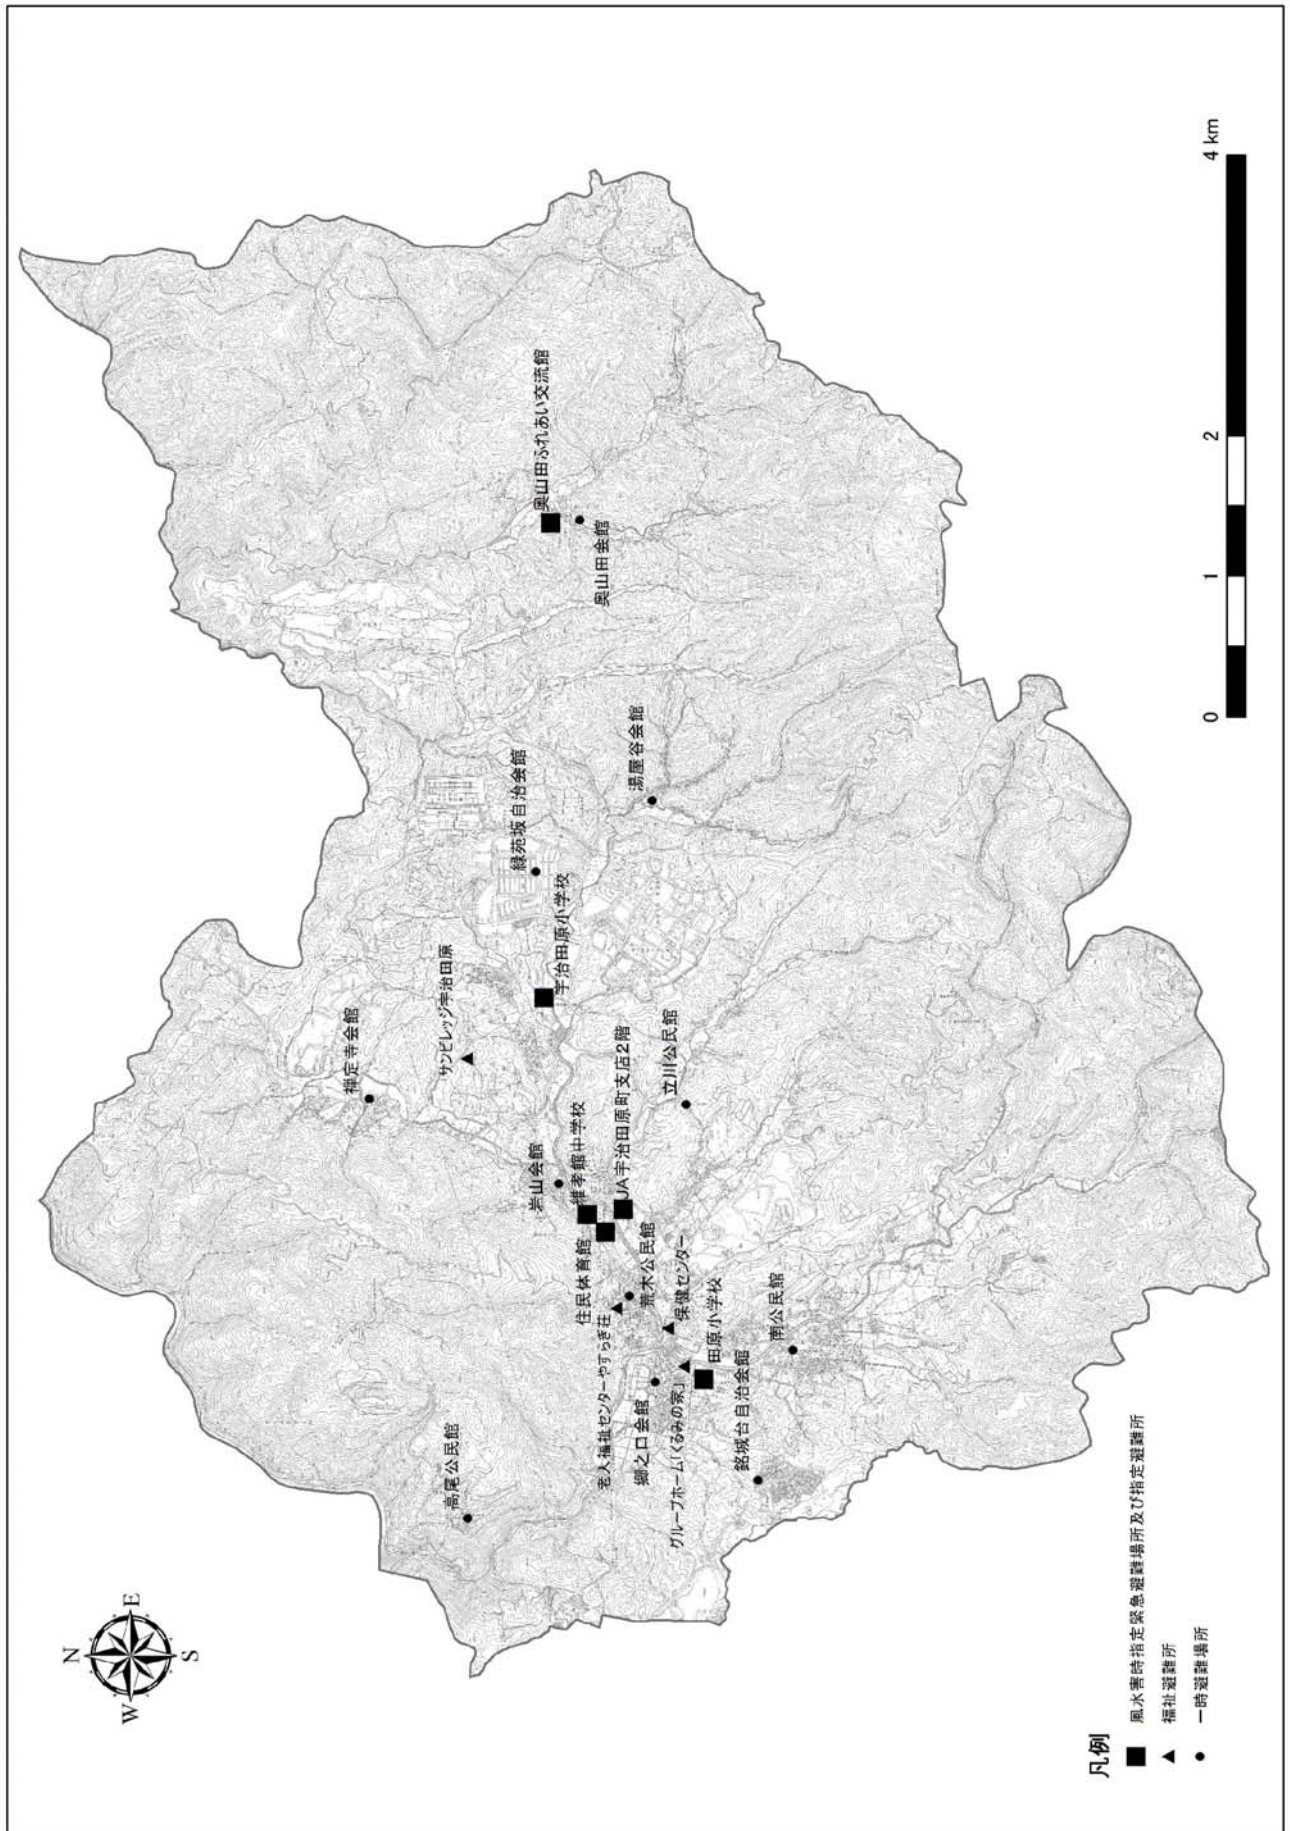 N
W
E
S
高尾公民館
禅定寺会館
サンビレッジ宇治田原
岩山会館
維孝館中学校
住民体育館
JA宇治田原町支店2階
宇治田原小学校
緑苑坂自治会館
奥山田ふれあい交流館
奥山田会館
湯屋谷会館
立川公民館
荒木公民館
老人福祉センターやすらぎ荘
保健センター
郷之口会館
グループホーム「くるみの家」
田原小学校
銘城台自治会館
南公民館
凡例
風水害時指定緊急避難場所及び指定避難所
福祉避難所
一時避難場所
0
1
2
4 km